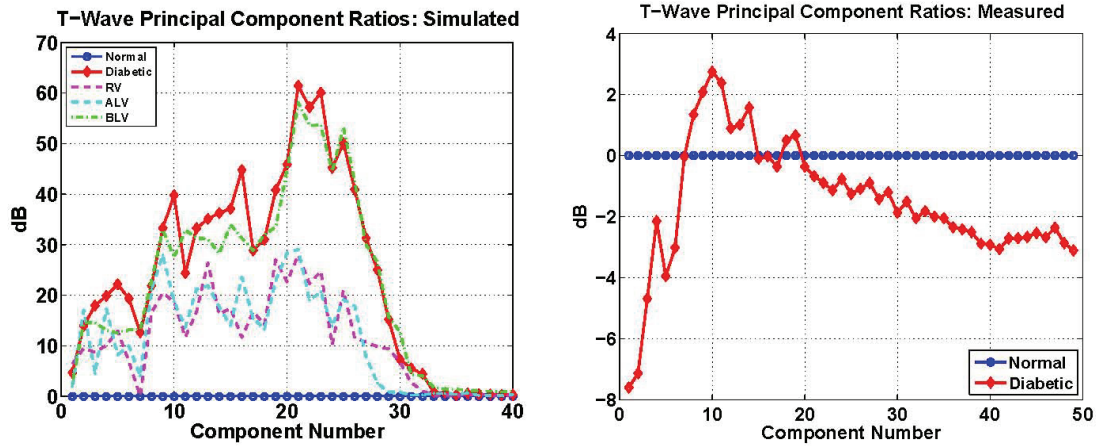 T-Wave Principal Component Ratios: Simulated
70
60
50
40
30
20
10
0
dB
Normal
Diabetic
RV
ALV
BLV
0 10 20 30 40
Component Number
T-Wave Principal Component Ratios: Measured
4
2
0
-2
-4
-6
-8
dB
Normal
Diabetic
0 10 20 30 40 50
Component Number